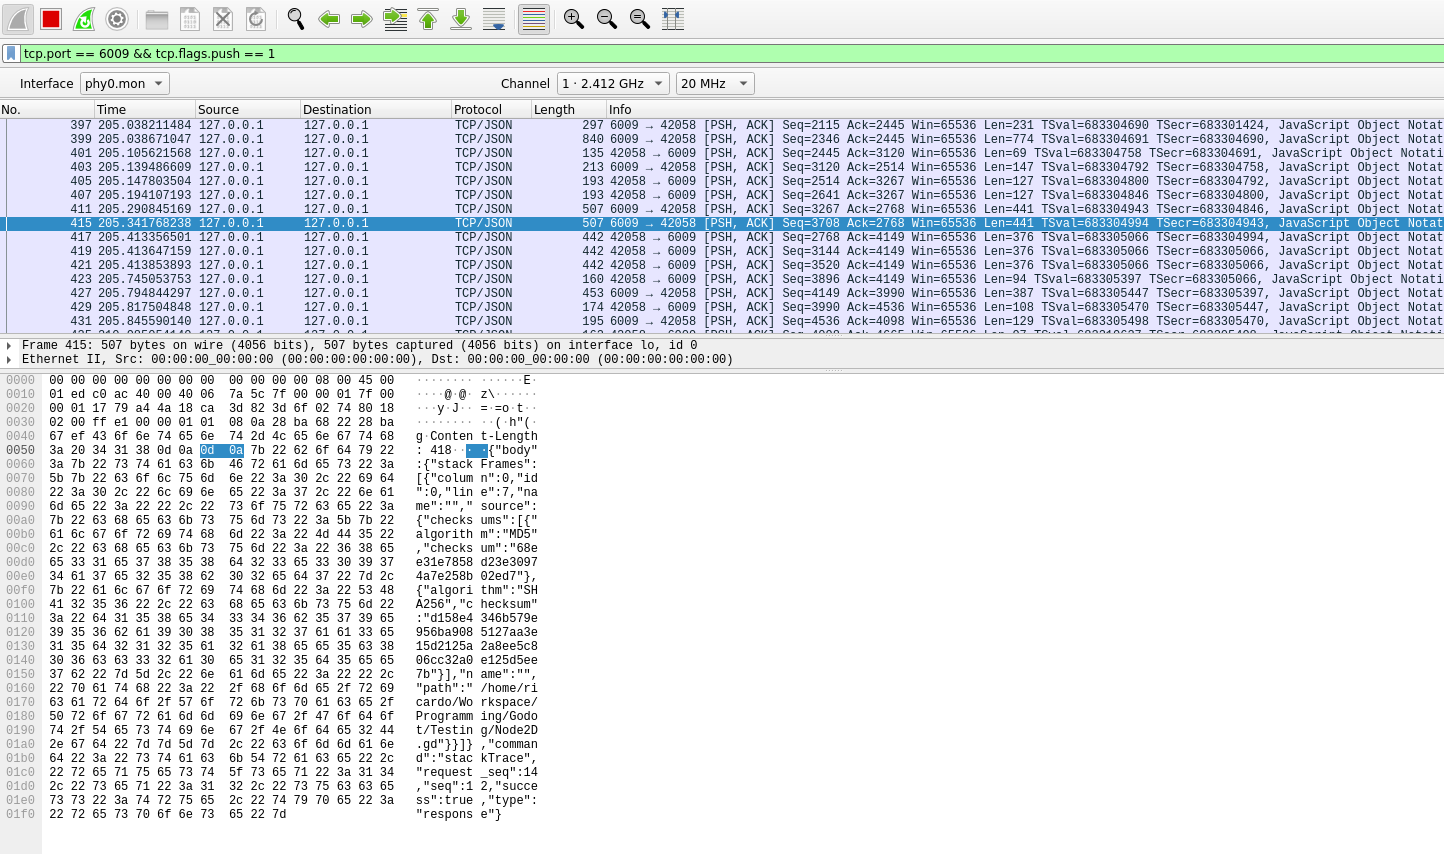 tcp.port == 6009 && tcp.flags.push == 1
Interface phy0.mon Channel 1 · 2.412 GHz 20 MHz
No. Time Source Destination Protocol Length Info
397 205.038211484 127.0.0.1 127.0.0.1 TCP/JSON 297 6009 → 42058 [PSH, ACK] Seq=2115 Ack=2445 Win=65536 Len=231 TSval=683304690 TSecr=683301424, JavaScript Object Notat
399 205.038671047 127.0.0.1 127.0.0.1 TCP/JSON 840 6009 → 42058 [PSH, ACK] Seq=2346 Ack=2445 Win=65536 Len=774 TSval=683304691 TSecr=683304690, JavaScript Object Notat
401 205.105621568 127.0.0.1 127.0.0.1 TCP/JSON 135 42058 → 6009 [PSH, ACK] Seq=2445 Ack=3120 Win=65536 Len=69 TSval=683304758 TSecr=683304691, JavaScript Object Notati
403 205.139486609 127.0.0.1 127.0.0.1 TCP/JSON 213 6009 → 42058 [PSH, ACK] Seq=3120 Ack=2514 Win=65536 Len=147 TSval=683304792 TSecr=683304758, JavaScript Object Notat
405 205.147803504 127.0.0.1 127.0.0.1 TCP/JSON 193 42058 → 6009 [PSH, ACK] Seq=2514 Ack=3267 Win=65536 Len=127 TSval=683304800 TSecr=683304792, JavaScript Object Notat
407 205.194107193 127.0.0.1 127.0.0.1 TCP/JSON 193 42058 → 6009 [PSH, ACK] Seq=2641 Ack=3267 Win=65536 Len=127 TSval=683304846 TSecr=683304800, JavaScript Object Notat
411 205.290845169 127.0.0.1 127.0.0.1 TCP/JSON 507 6009 → 42058 [PSH, ACK] Seq=3267 Ack=2768 Win=65536 Len=441 TSval=683304943 TSecr=683304846, JavaScript Object Notat
415 205.341768238 127.0.0.1 127.0.0.1 TCP/JSON 507 6009 → 42058 [PSH, ACK] Seq=3708 Ack=2768 Win=65536 Len=441 TSval=683304994 TSecr=683304943, JavaScript Object Notat
417 205.413356501 127.0.0.1 127.0.0.1 TCP/JSON 442 42058 → 6009 [PSH, ACK] Seq=2768 Ack=4149 Win=65536 Len=376 TSval=683305066 TSecr=683304994, JavaScript Object Notat
419 205.413647159 127.0.0.1 127.0.0.1 TCP/JSON 442 42058 → 6009 [PSH, ACK] Seq=3144 Ack=4149 Win=65536 Len=376 TSval=683305066 TSecr=683305066, JavaScript Object Notat
421 205.413853893 127.0.0.1 127.0.0.1 TCP/JSON 442 42058 → 6009 [PSH, ACK] Seq=3520 Ack=4149 Win=65536 Len=376 TSval=683305066 TSecr=683305066, JavaScript Object Notat
423 205.745053753 127.0.0.1 127.0.0.1 TCP/JSON 160 42058 → 6009 [PSH, ACK] Seq=3896 Ack=4149 Win=65536 Len=94 TSval=683305397 TSecr=683305066, JavaScript Object Notati
427 205.794844297 127.0.0.1 127.0.0.1 TCP/JSON 453 6009 → 42058 [PSH, ACK] Seq=4149 Ack=3990 Win=65536 Len=387 TSval=683305447 TSecr=683305397, JavaScript Object Notat
429 205.817504848 127.0.0.1 127.0.0.1 TCP/JSON 174 42058 → 6009 [PSH, ACK] Seq=3990 Ack=4536 Win=65536 Len=108 TSval=683305470 TSecr=683305447, JavaScript Object Notat
431 205.845590140 127.0.0.1 127.0.0.1 TCP/JSON 195 6009 → 42058 [PSH, ACK] Seq=4536 Ack=4098 Win=65536 Len=129 TSval=683305498 TSecr=683305470, JavaScript Object Notat
Frame 415: 507 bytes on wire (4056 bits), 507 bytes captured (4056 bits) on interface lo, id 0
Ethernet II, Src: 00:00:00_00:00:00 (00:00:00:00:00:00), Dst: 00:00:00_00:00:00 (00:00:00:00:00:00)
0000 00 00 00 00 00 00 00 00 00 00 00 00 08 00 45 00 ········ ······E·
0010 01 ed c0 ac 40 00 40 06 7a 5c 7f 00 00 01 7f 00 ····@·@· z\······
0020 00 01 17 79 a4 4a 18 ca 3d 82 3d 6f 02 74 80 18 ···y·J·· =·=o·t··
0030 02 00 ff e1 00 00 01 01 08 0a 28 ba 68 22 28 ba ········ ··(·h"(·
0040 67 ef 43 6f 6e 74 65 6e 74 2d 4c 65 6e 67 74 68 g·Conten t-Length
0050 3a 20 34 31 38 0d 0a 0d 0a 7b 22 62 6f 64 79 22 : 418··· ·{"body"
0060 3a 7b 22 73 74 61 63 6b 46 72 61 6d 65 73 22 3a :{"stack Frames":
0070 5b 7b 22 63 6f 6c 75 6d 6e 22 3a 30 2c 22 69 64 [{"colum n":0,"id
0080 22 3a 30 2c 22 6c 69 6e 65 22 3a 37 2c 22 6e 61 ":0,"lin e":7,"na
0090 6d 65 22 3a 22 22 2c 22 73 6f 75 72 63 65 22 3a me":""," source":
00a0 7b 22 63 68 65 63 6b 73 75 6d 73 22 3a 5b 7b 22 {"checks ums":[{"
00b0 61 6c 67 6f 72 69 74 68 6d 22 3a 22 4d 44 35 22 algorith m":"MD5"
00c0 2c 22 63 68 65 63 6b 73 75 6d 22 3a 22 36 38 65 ,"checks um":"68e
00d0 65 33 31 65 37 38 35 38 64 32 33 65 33 30 39 37 e31e7858 d23e3097
00e0 34 61 37 65 32 35 38 62 30 32 65 64 37 22 7d 2c 4a7e258b 02ed7"},
00f0 7b 22 61 6c 67 6f 72 69 74 68 6d 22 3a 22 53 48 {"algori thm":"SH
0100 41 32 35 36 22 2c 22 63 68 65 63 6b 73 75 6d 22 A256","c hecksum"
0110 3a 22 64 31 35 38 65 34 33 34 36 62 35 37 39 65 :"d158e4 346b579e
0120 39 35 36 62 61 39 30 38 35 31 32 37 61 61 33 65 956ba908 5127aa3e
0130 31 35 64 32 31 32 35 61 32 61 38 65 65 35 63 38 15d2125a 2a8ee5c8
0140 30 36 63 63 33 32 61 30 65 31 32 35 64 35 65 65 06cc32a0 e125d5ee
0150 37 62 22 7d 5d 2c 22 6e 61 6d 65 22 3a 22 22 2c 7b"}],"n ame":"",
0160 22 70 61 74 68 22 3a 22 2f 68 6f 6d 65 2f 72 69 "path":" /home/ri
0170 63 61 72 64 6f 2f 57 6f 72 6b 73 70 61 63 65 2f cardo/Wo rkspace/
0180 50 72 6f 67 72 61 6d 6d 69 6e 67 2f 47 6f 64 6f Programm ing/Godo
0190 74 2f 54 65 73 74 69 6e 67 2f 4e 6f 64 65 32 44 t/Testin g/Node2D
01a0 2e 67 64 22 7d 7d 5d 7d 2c 22 63 6f 6d 6d 61 6e .gd"}}]} ,"comman
01b0 64 22 3a 22 73 74 61 63 6b 54 72 61 63 65 22 2c d":"stac kTrace",
01c0 22 72 65 71 75 65 73 74 5f 73 65 71 22 3a 31 34 "request _seq":14
01d0 2c 22 73 65 71 22 3a 31 32 2c 22 73 75 63 63 65 ,"seq":1 2,"succe
01e0 73 73 22 3a 74 72 75 65 2c 22 74 79 70 65 22 3a ss":true ,"type":
01f0 22 72 65 73 70 6f 6e 73 65 22 7d "respons e"}